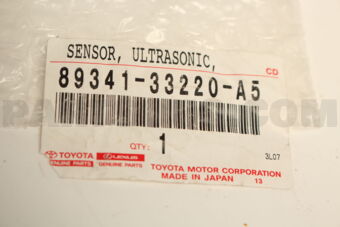 SENSOR, ULTRASONIC,
CD
89341-33220-A5
QTY: 1
3L07
TOYOTA LEXUS
GENUINE PARTS GENUINE PARTS
TOYOTA MOTOR CORPORATION
MADE IN JAPAN 13